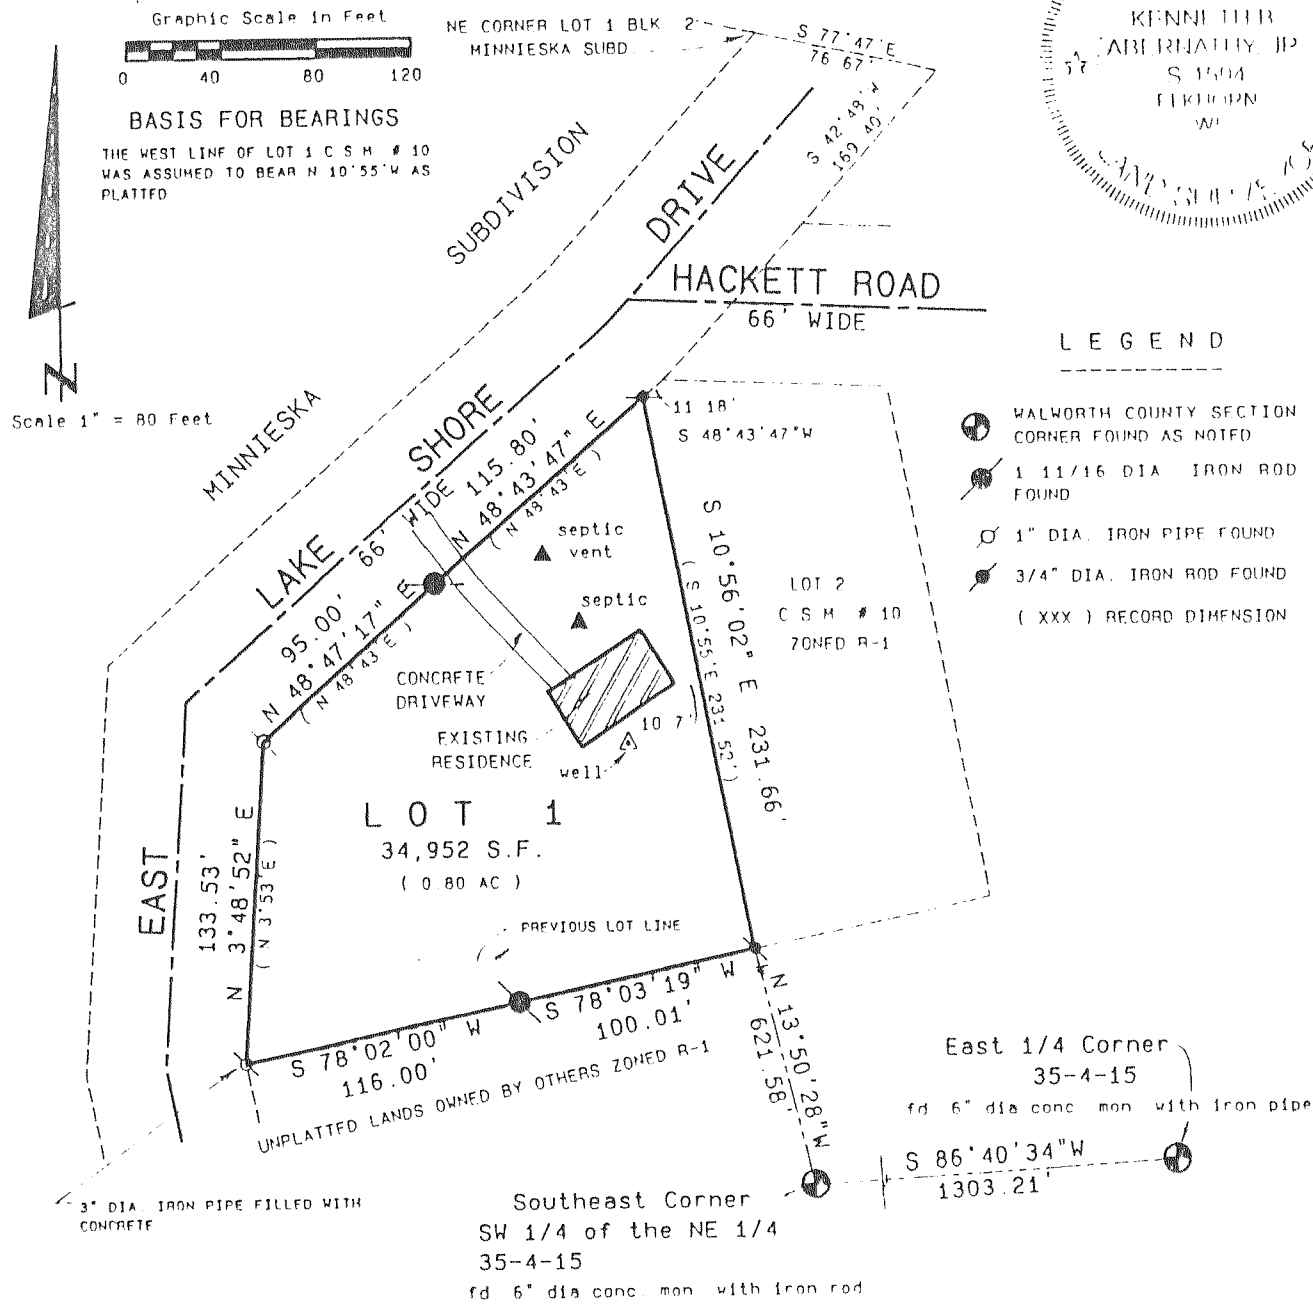 Graphic Scale in Feet
0 40 80 120
BASIS FOR BEARINGS
THE WEST LINE OF LOT 1 C S M # 10
WAS ASSUMED TO BEAR N 10°55'W AS
PLATTED
NE CORNER LOT 1 BLK 2
MINNIESKA SUBD.
S 77°47'E
76 67'
S 42°48'W
169 40'
ABERNATHY, JR
S 1594
ELKHORN
WI
N
Scale 1" = 80 Feet
MINNIESKA SUBDIVISION
EAST LAKE SHORE DRIVE
66' WIDE
HACKETT ROAD
66' WIDE
L E G E N D
WALWORTH COUNTY SECTION
CORNER FOUND AS NOTED
1 11/16 DIA IRON ROD
FOUND
1" DIA. IRON PIPE FOUND
3/4" DIA. IRON ROD FOUND
( XXX ) RECORD DIMENSION
11 18'
S 48°43'47"W
115.80'
N 48°43'47" E
( N 48°43'E )
95.00'
N 48°47'17" E
( N 48°43'E )
septic
vent
septic
CONCRETE
DRIVEWAY
EXISTING
RESIDENCE
10 7'
well
S 10°56'02" E 231.66'
( S 10°55'E 231 52' )
LOT 2
C S M # 10
ZONED R-1
L O T 1
34,952 S.F.
( 0.80 AC )
133.53'
N 3°48'52" E
( N 3°53'E )
PREVIOUS LOT LINE
S 78°03'19" W
100.01'
S 78°02'00" W
116.00'
UNPLATTED LANDS OWNED BY OTHERS ZONED R-1
N 13°50'28"W
621.58'
East 1/4 Corner
35-4-15
fd 6" dia conc mon with iron pipe
S 86°40'34"W
1303.21'
3" DIA. IRON PIPE FILLED WITH
CONCRETE
Southeast Corner
SW 1/4 of the NE 1/4
35-4-15
fd 6" dia conc. mon with iron rod